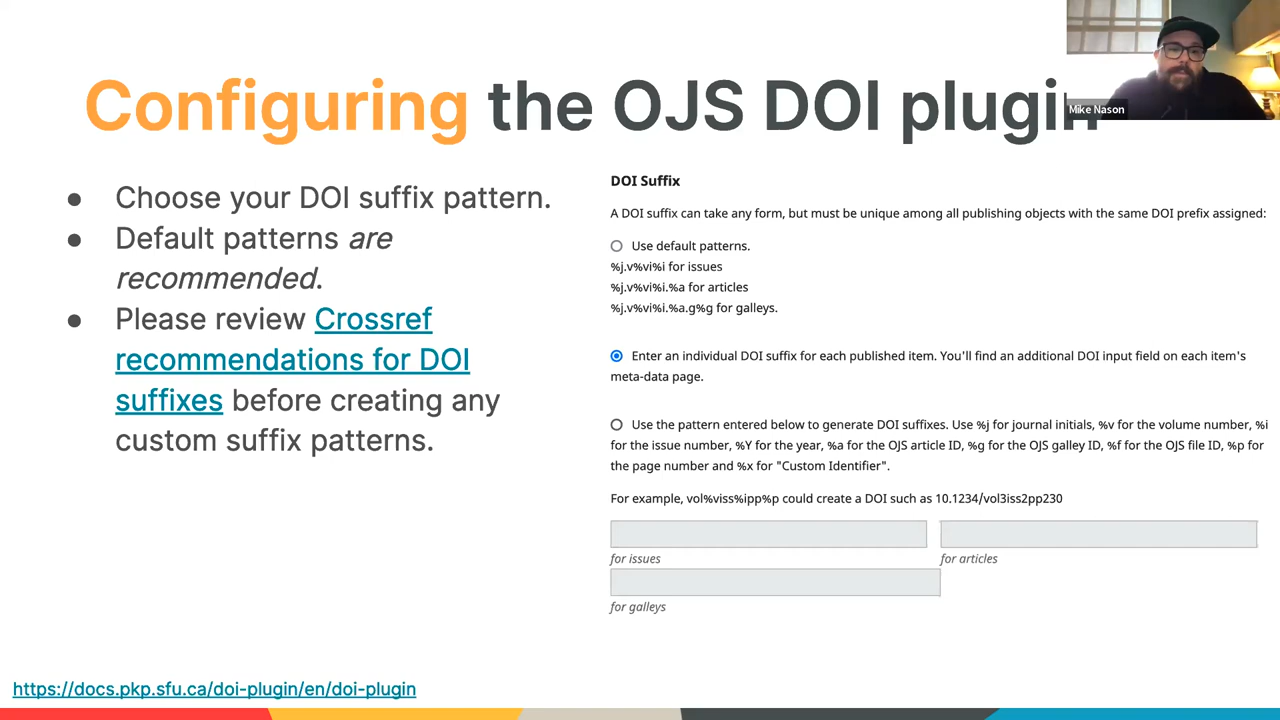 Configuring the OJS DOI plugin
Mike Nason
● Choose your DOI suffix pattern.
● Default patterns are
recommended.
● Please review Crossref
recommendations for DOI
suffixes before creating any
custom suffix patterns.
DOI Suffix
A DOI suffix can take any form, but must be unique among all publishing objects with the same DOI prefix assigned:
Use default patterns.
%j.v%vi%i for issues
%j.v%vi%i.%a for articles
%j.v%vi%i.%a.g%g for galleys.
Enter an individual DOI suffix for each published item. You'll find an additional DOI input field on each item's
meta-data page.
Use the pattern entered below to generate DOI suffixes. Use %j for journal initials, %v for the volume number, %i
for the issue number, %Y for the year, %a for the OJS article ID, %g for the OJS galley ID, %f for the OJS file ID, %p for
the page number and %x for "Custom Identifier".
For example, vol%viss%ipp%p could create a DOI such as 10.1234/vol3iss2pp230
for issues
for articles
for galleys
https://docs.pkp.sfu.ca/doi-plugin/en/doi-plugin